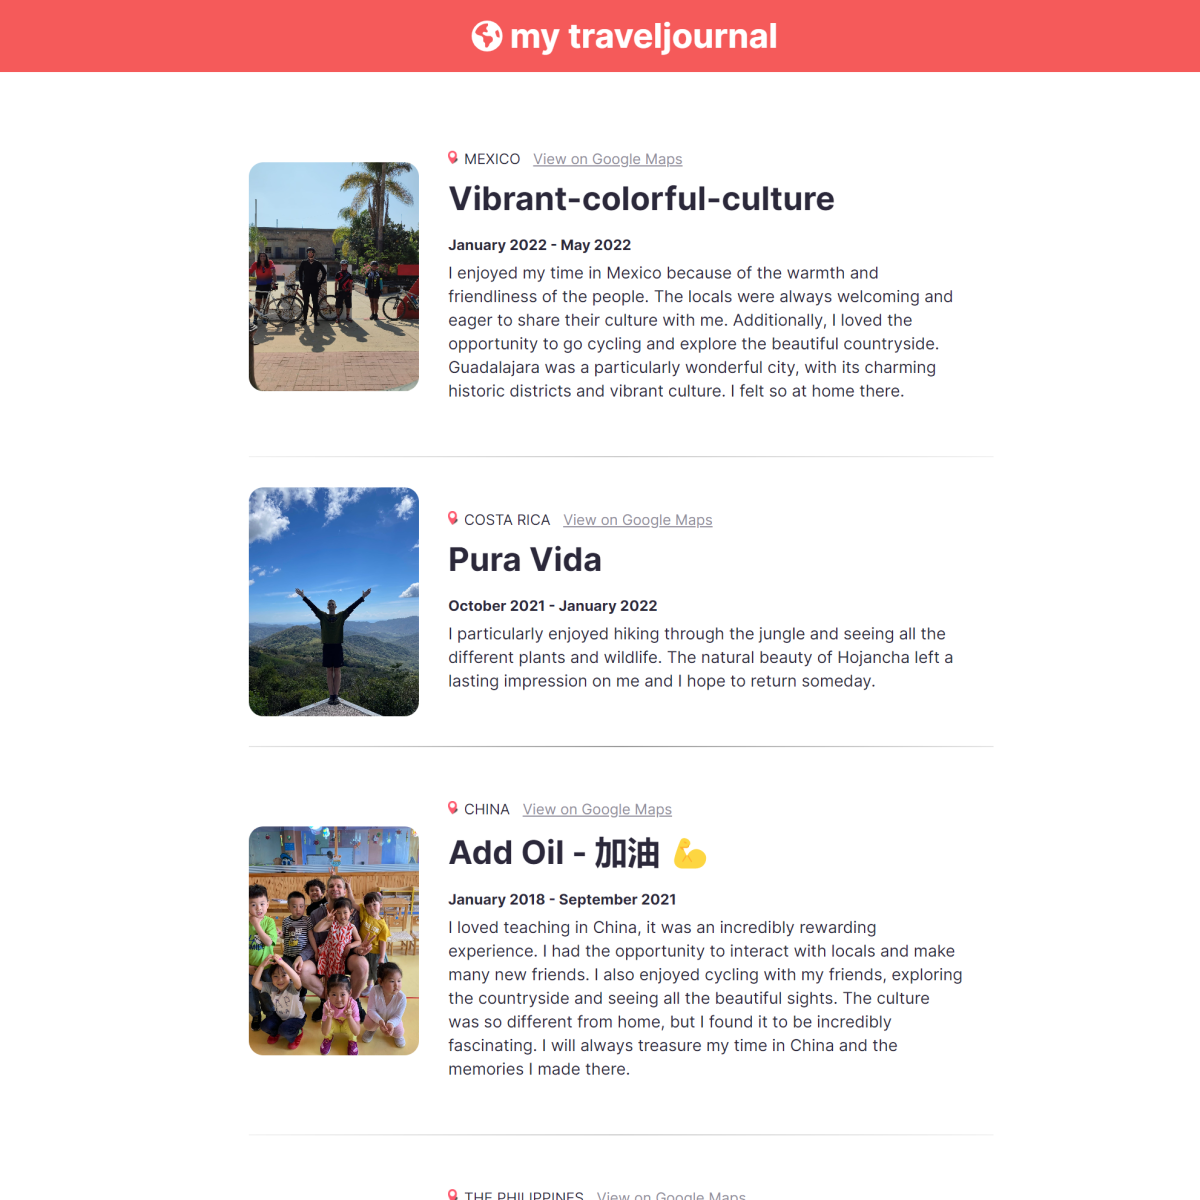 my traveljournal
MEXICO View on Google Maps
Vibrant-colorful-culture
January 2022 - May 2022
I enjoyed my time in Mexico because of the warmth and
friendliness of the people. The locals were always welcoming and
eager to share their culture with me. Additionally, I loved the
opportunity to go cycling and explore the beautiful countryside.
Guadalajara was a particularly wonderful city, with its charming
historic districts and vibrant culture. I felt so at home there.
COSTA RICA View on Google Maps
Pura Vida
October 2021 - January 2022
I particularly enjoyed hiking through the jungle and seeing all the
different plants and wildlife. The natural beauty of Hojancha left a
lasting impression on me and I hope to return someday.
CHINA View on Google Maps
Add Oil - 加油 💪
January 2018 - September 2021
I loved teaching in China, it was an incredibly rewarding
experience. I had the opportunity to interact with locals and make
many new friends. I also enjoyed cycling with my friends, exploring
the countryside and seeing all the beautiful sights. The culture
was so different from home, but I found it to be incredibly
fascinating. I will always treasure my time in China and the
memories I made there.
THE PHILIPPINES View on Google Maps